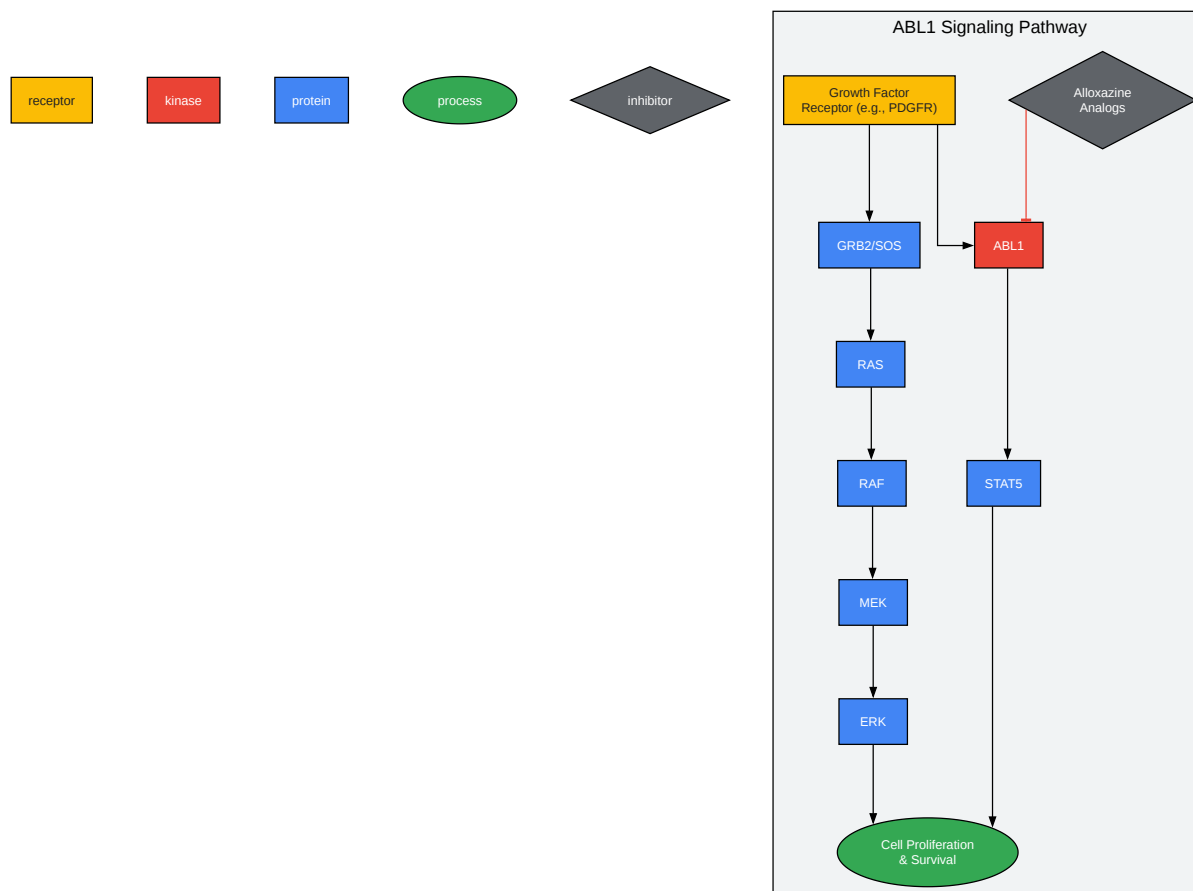 ABL1 Signaling Pathway
receptor
kinase
protein
process
inhibitor
Growth Factor
Receptor (e.g., PDGFR)
Alloxazine
Analogs
GRB2/SOS
ABL1
RAS
RAF
STAT5
MEK
ERK
Cell Proliferation
& Survival